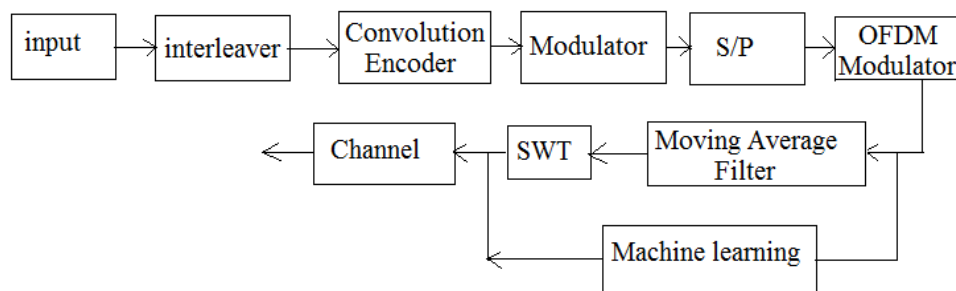 input
interleaver
Convolution
Encoder
Modulator
S/P
OFDM
Modulator
Channel
SWT
Moving Average
Filter
Machine learning